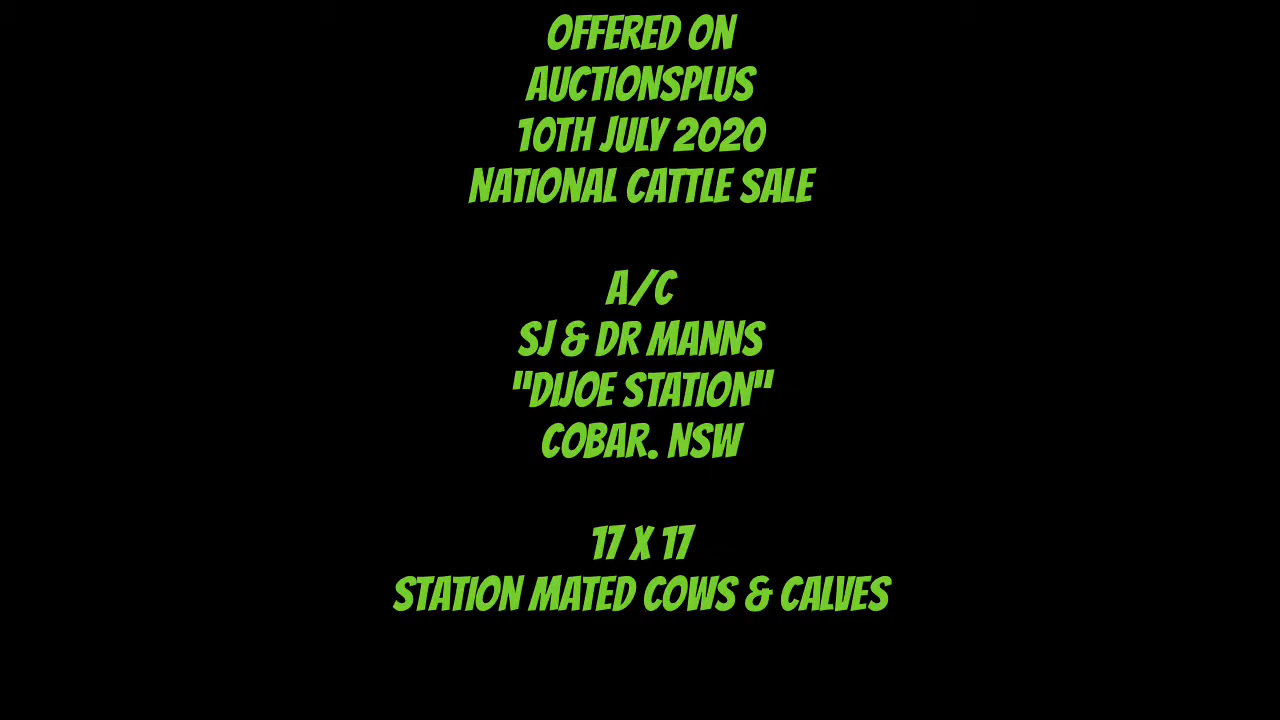 OFFERED ON
AUCTIONSPLUS
10TH JULY 2020
NATIONAL CATTLE SALE
A/C
SJ & DR MANNS
"DIJOE STATION"
COBAR. NSW
17 X 17
STATION MATED COWS & CALVES